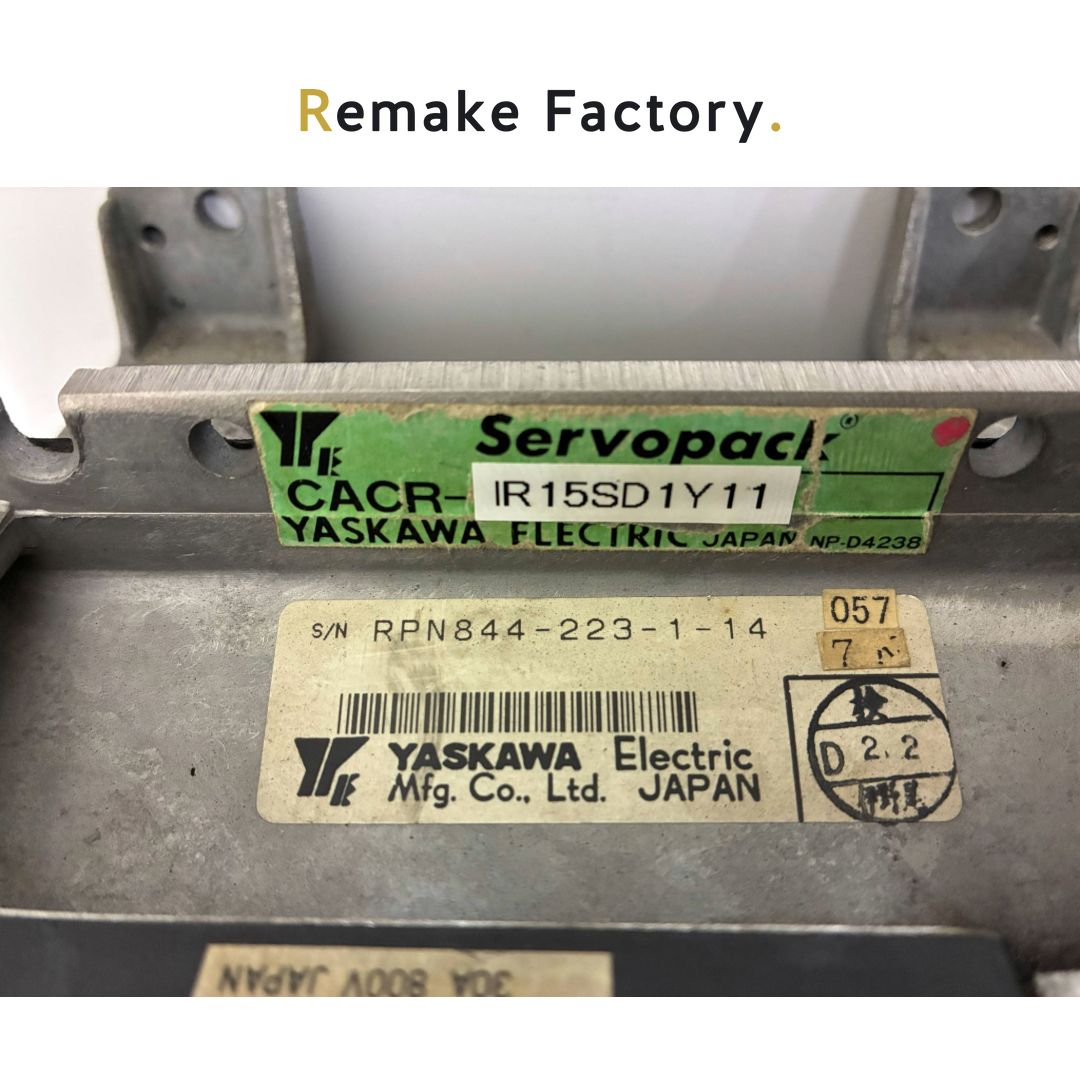 Remake Factory.
Servopack®
CACR-IR15SD1Y11
YASKAWA ELECTRIC JAPAN NP-D4238
057
S/N RPN844-223-1-14
7
検
YASKAWA Electric
D 2.2
Mfg. Co., Ltd. JAPAN
30A 800V JAPAN